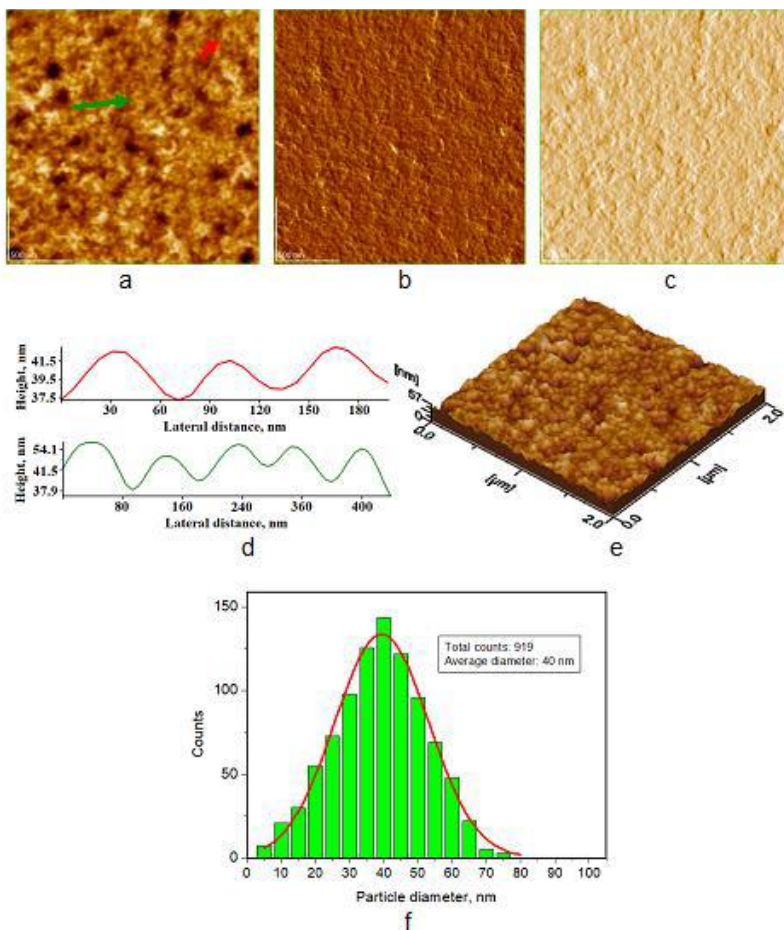 a b c
Height, nm
41.5
39.5
37.5
30 60 90 120 150 180
Lateral distance, nm
Height, nm
54.1
41.5
37.9
80 160 240 360 400
Lateral distance, nm
d
[nm]
67
0
0.0
[µm]
2.0
0.0
[µm]
2.0
e
Counts
150
100
50
0
Total counts: 919
Average diameter: 40 nm
0 10 20 30 40 50 60 70 80 90 100
Particle diameter, nm
f